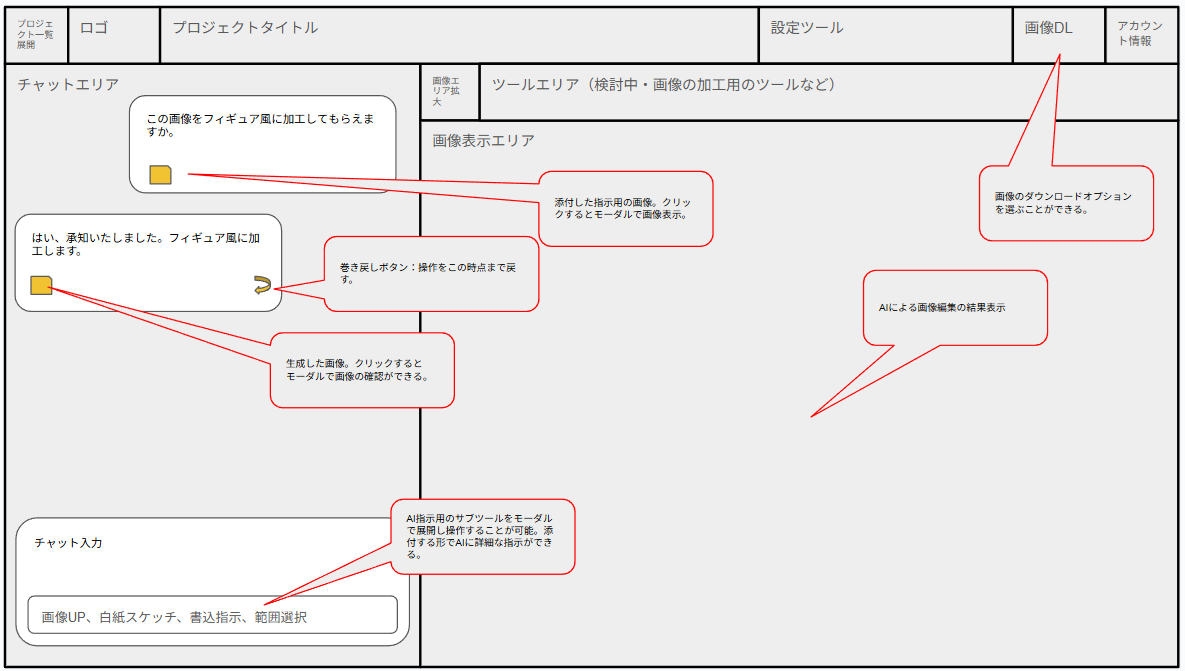 プロジェ
クト一覧
展開
ロゴ
プロジェクトタイトル
設定ツール
画像DL
アカウン
ト情報
チャットエリア
画像エ
リア拡
大
ツールエリア（検討中・画像の加工用のツールなど）
この画像をフィギュア風に加工してもらえま
すか。
画像表示エリア
添付した指示用の画像。クリッ
クするとモーダルで画像表示。
画像のダウンロードオプション
を選ぶことができる。
はい、承知いたしました。フィギュア風に加
工します。
巻き戻しボタン：操作をこの時点まで戻
す。
AIによる画像編集の結果表示
生成した画像。クリックすると
モーダルで画像の確認ができる。
AI指示用のサブツールをモーダル
で展開し操作することが可能。添
付する形でAIに詳細な指示ができ
る。
チャット入力
画像UP、白紙スケッチ、書込指示、範囲選択